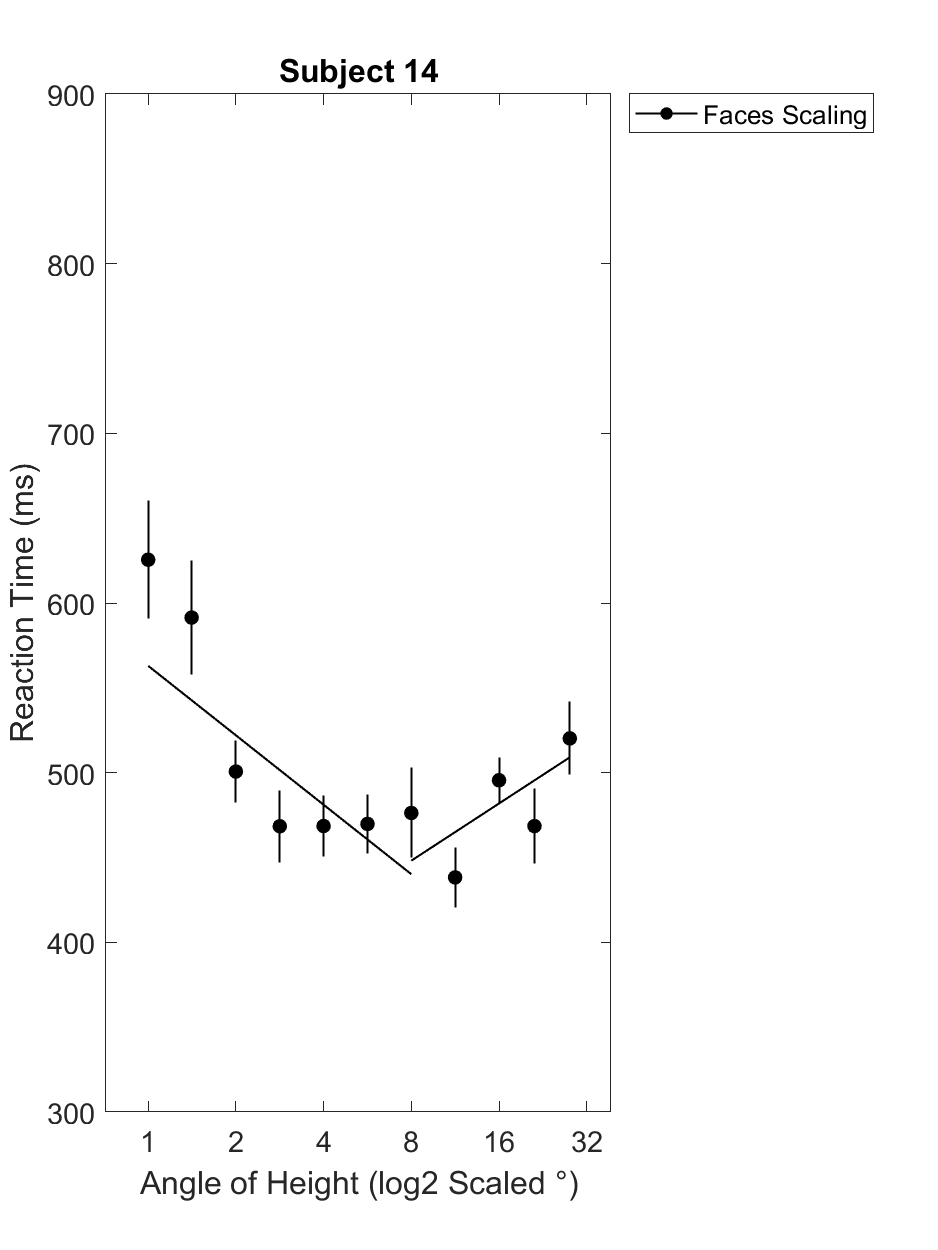 Subject 14
Faces Scaling
900
800
700
600
500
400
300
Reaction Time (ms)
1 2 4 8 16 32
Angle of Height (log2 Scaled °)